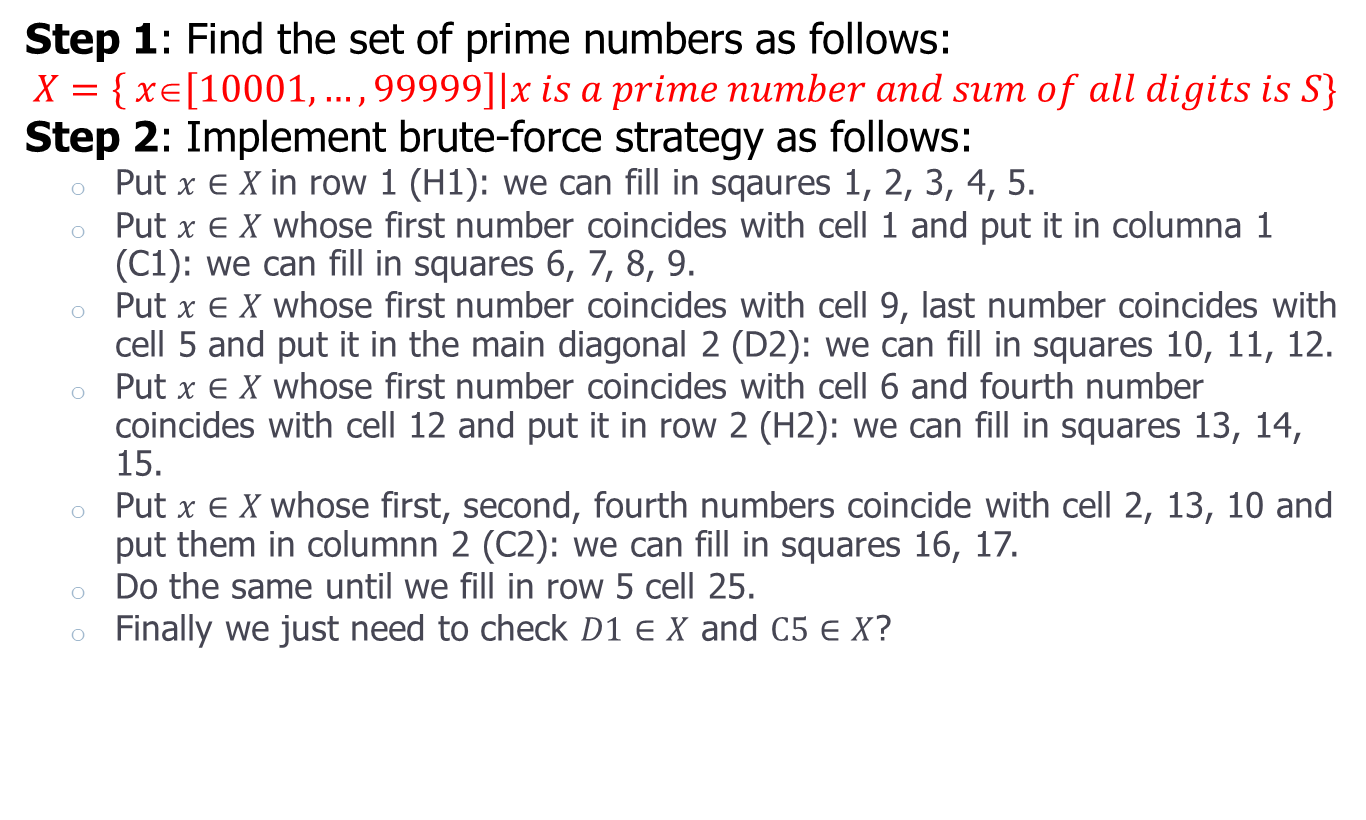 Step 1: Find the set of prime numbers as follows:
X = { x∈[10001, … , 99999]|x is a prime number and sum of all digits is S}
Step 2: Implement brute-force strategy as follows:
○ Put x ∈ X in row 1 (H1): we can fill in sqaures 1, 2, 3, 4, 5.
○ Put x ∈ X whose first number coincides with cell 1 and put it in columna 1
(C1): we can fill in squares 6, 7, 8, 9.
○ Put x ∈ X whose first number coincides with cell 9, last number coincides with
cell 5 and put it in the main diagonal 2 (D2): we can fill in squares 10, 11, 12.
○ Put x ∈ X whose first number coincides with cell 6 and fourth number
coincides with cell 12 and put it in row 2 (H2): we can fill in squares 13, 14,
15.
○ Put x ∈ X whose first, second, fourth numbers coincide with cell 2, 13, 10 and
put them in columnn 2 (C2): we can fill in squares 16, 17.
○ Do the same until we fill in row 5 cell 25.
○ Finally we just need to check D1 ∈ X and C5 ∈ X?